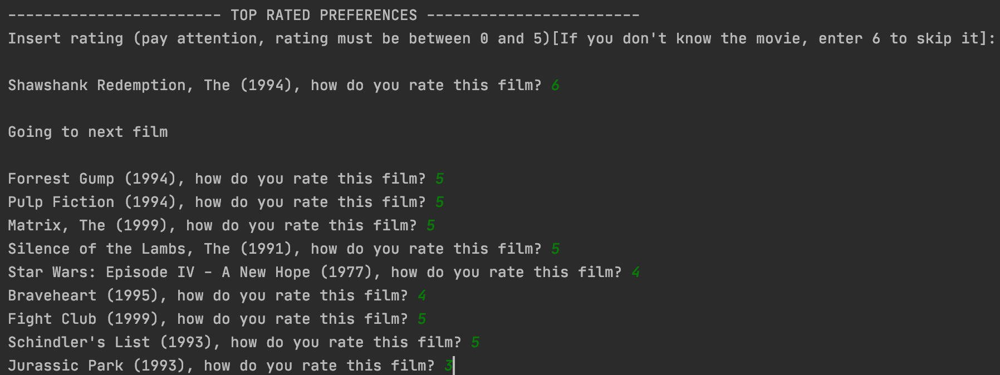 ------------------------ TOP RATED PREFERENCES ------------------------
Insert rating (pay attention, rating must be between 0 and 5)[If you don't know the movie, enter 6 to skip it]:
Shawshank Redemption, The (1994), how do you rate this film? 6
Going to next film
Forrest Gump (1994), how do you rate this film? 5
Pulp Fiction (1994), how do you rate this film? 5
Matrix, The (1999), how do you rate this film? 5
Silence of the Lambs, The (1991), how do you rate this film? 5
Star Wars: Episode IV - A New Hope (1977), how do you rate this film? 4
Braveheart (1995), how do you rate this film? 4
Fight Club (1999), how do you rate this film? 5
Schindler's List (1993), how do you rate this film? 5
Jurassic Park (1993), how do you rate this film? 3